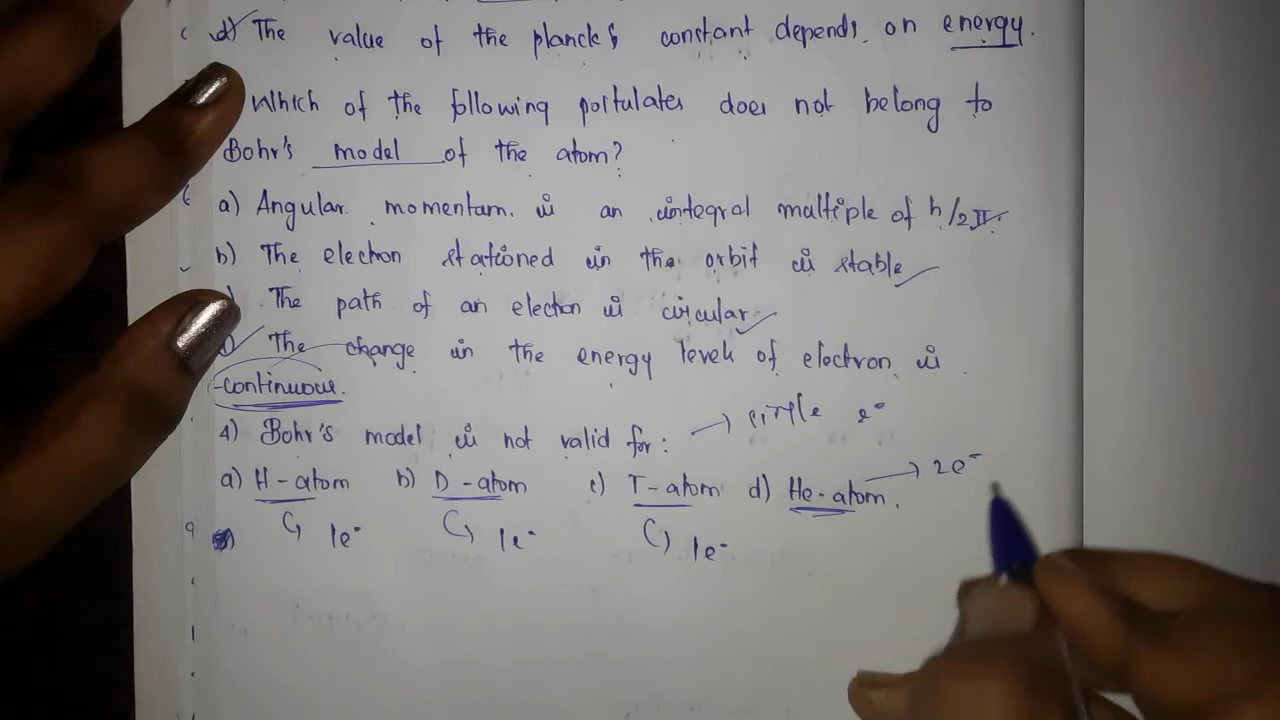 d) The value of the planck's constant depends on energy.
Which of the following postulates does not belong to
Bohr's model of the atom?
a) Angular momentum is an integral multiple of h/2π
b) The electron stationed in the orbit is stable
) The path of an electron is circular
d) The change in the energy levels of electron is
continuous.
4) Bohr's model is not valid for: → single e⁻
a) H-atom b) D-atom c) T-atom d) He-atom. → 2e⁻
1e⁻ 1e⁻ 1e⁻